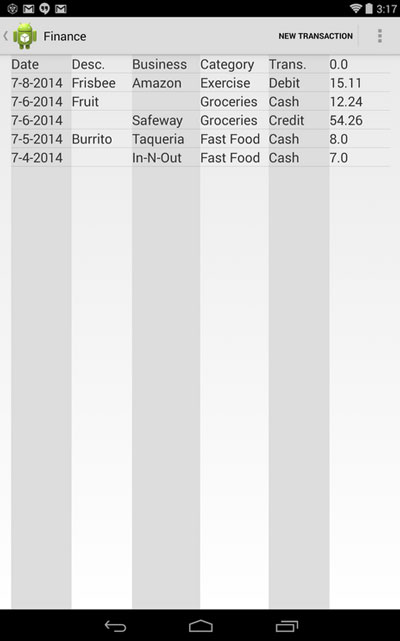 3:17
Finance NEW TRANSACTION
Date Desc. Business Category Trans. 0.0
7-8-2014 Frisbee Amazon Exercise Debit 15.11
7-6-2014 Fruit Groceries Cash 12.24
7-6-2014 Safeway Groceries Credit 54.26
7-5-2014 Burrito Taqueria Fast Food Cash 8.0
7-4-2014 In-N-Out Fast Food Cash 7.0